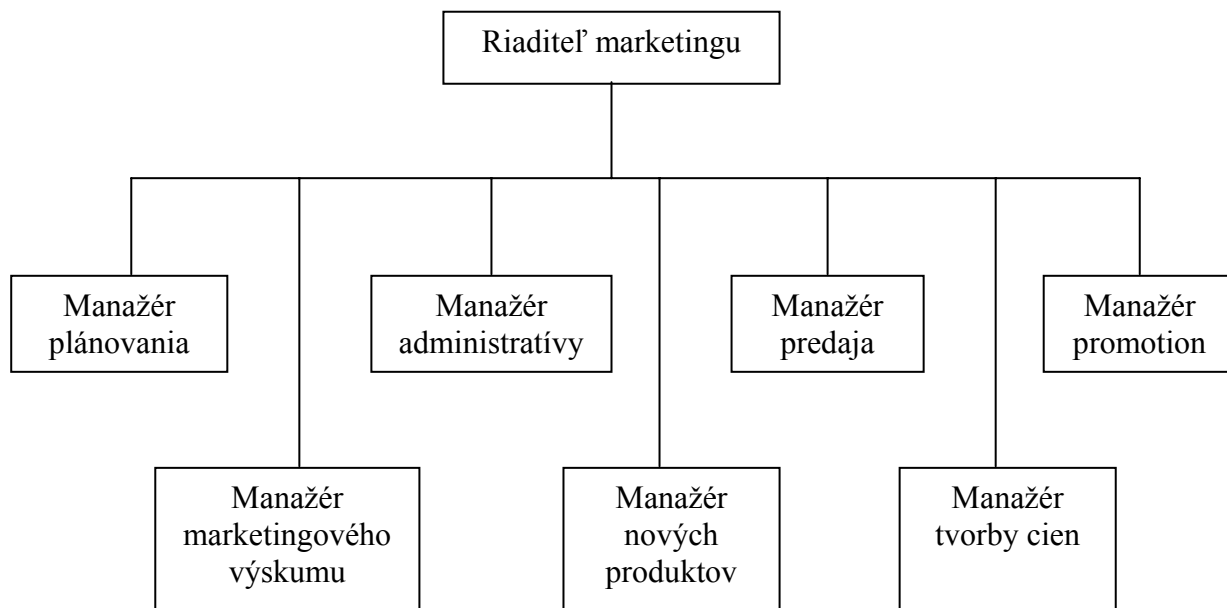 Riaditeľ marketingu
Manažér
plánovania
Manažér
administratívy
Manažér
predaja
Manažér
promotion
Manažér
marketingového
výskumu
Manažér
nových
produktov
Manažér
tvorby cien